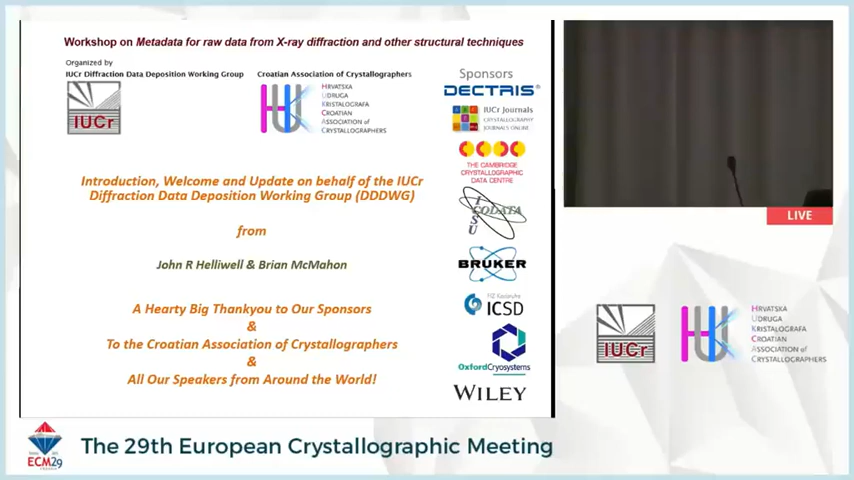 Workshop on Metadata for raw data from X-ray diffraction and other structural techniques
Organized by
IUCr Diffraction Data Deposition Working Group
Croatian Association of Crystallographers
IUCr
HRVATSKA
UDRUGA
KRISTALOGRAFA
CROATIAN
ASSOCIATION of
CRYSTALLOGRAPHERS
Sponsors
DECTRIS®
IUCr Journals
CRYSTALLOGRAPHY
JOURNALS ONLINE
THE CAMBRIDGE
CRYSTALLOGRAPHIC
DATA CENTRE
CODATA
ICSU
BRUKER
ICSD
OxfordCryosystems
WILEY
Introduction, Welcome and Update on behalf of the IUCr
Diffraction Data Deposition Working Group (DDDWG)
from
John R Helliwell & Brian McMahon
A Hearty Big Thankyou to Our Sponsors
&
To the Croatian Association of Crystallographers
&
All Our Speakers from Around the World!
LIVE
IUCr
HRVATSKA
UDRUGA
KRISTALOGRAFA
CROATIAN
ASSOCIATION of
CRYSTALLOGRAPHERS
ECM29
The 29th European Crystallographic Meeting